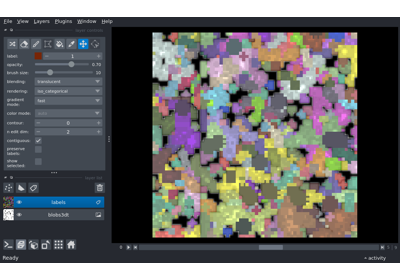 File View Layers Plugins Window Help
label: 1
opacity: 0.70
brush size: 10
blending: translucent
rendering: iso_categorical
gradient mode: fast
color mode:
contour: 0
n edit dim: 2
contiguous:
preserve labels:
show selected:
labels
blobs3dt
Ready
activity